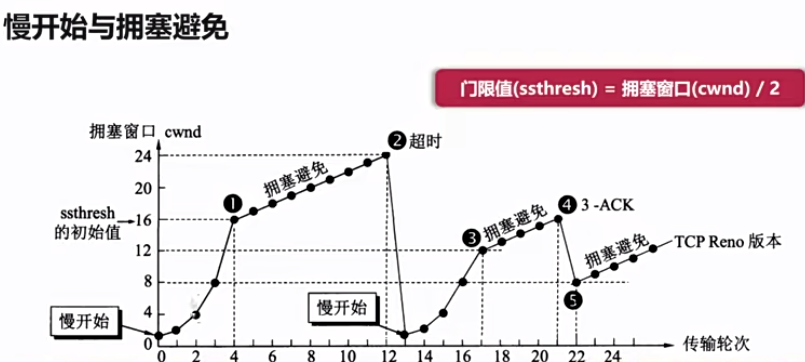 慢开始与拥塞避免
门限值(ssthresh) = 拥塞窗口(cwnd) / 2
拥塞窗口 cwnd
❷超时
24
20
16
12
8
4
0
ssthresh
的初始值
❶
拥塞避免
❸
拥塞避免
❹ 3 -ACK
拥塞避免
TCP Reno 版本
❺
慢开始
慢开始
0 2 4 6 8 10 12 14 16 18 20 22 24
传输轮次